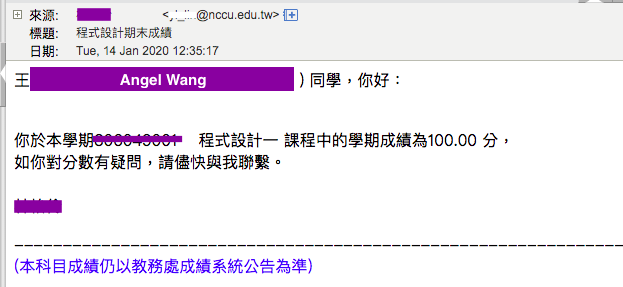 來源: @nccu.edu.tw>
標題: 程式設計期末成績
日期: Tue, 14 Jan 2020 12:35:17
王 Angel Wang ) 同學，你好：
你於本學期 程式設計一 課程中的學期成績為100.00 分，
如你對分數有疑問，請儘快與我聯繫。
(本科目成績仍以教務處成績系統公告為準)